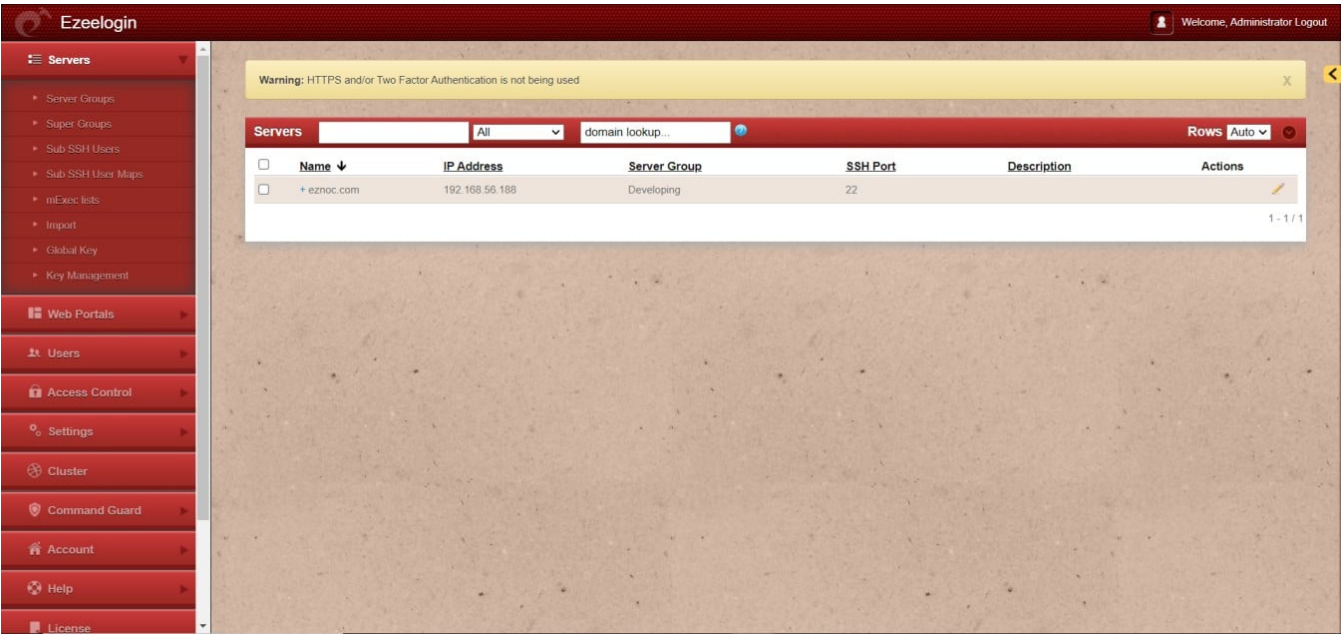 Ezeelogin
Welcome, Administrator Logout
Servers
Server Groups
Super Groups
Sub SSH Users
Sub SSH User Maps
mExec lists
Import
Global Key
Key Management
Web Portals
Users
Access Control
Settings
Cluster
Command Guard
Account
Help
License
Warning: HTTPS and/or Two Factor Authentication is not being used
X
Servers All domain lookup... ? Rows Auto
Name IP Address Server Group SSH Port Description Actions
+ eznoc.com 192.168.56.188 Developing 22
1 - 1 / 1